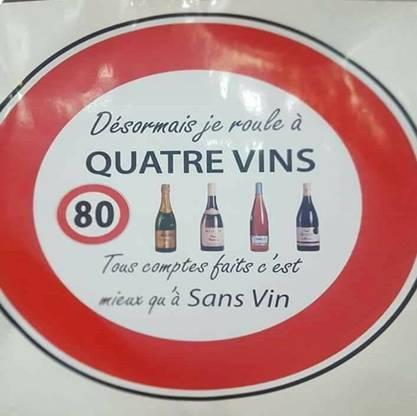 Désormais je roule à
QUATRE VINS
80
Tous comptes faits c'est
mieux qu'à Sans Vin